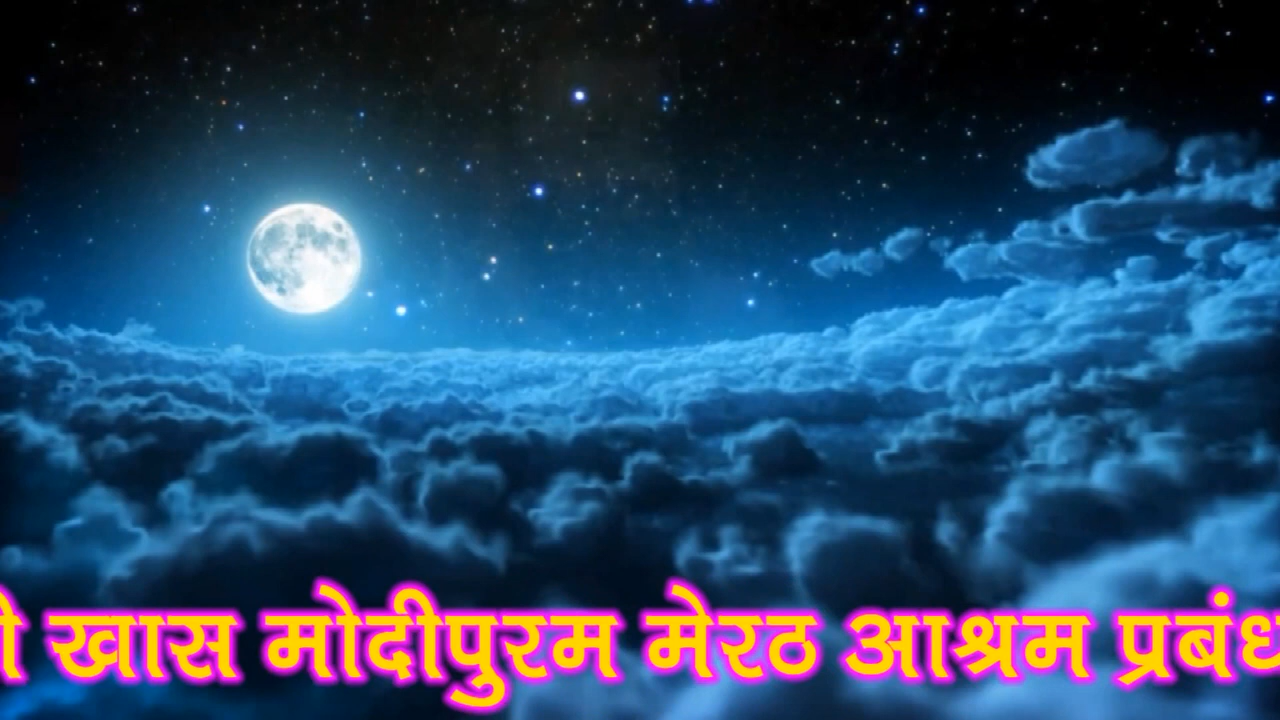 खास मोदीपुरम मेरठ आश्रम प्रबंध